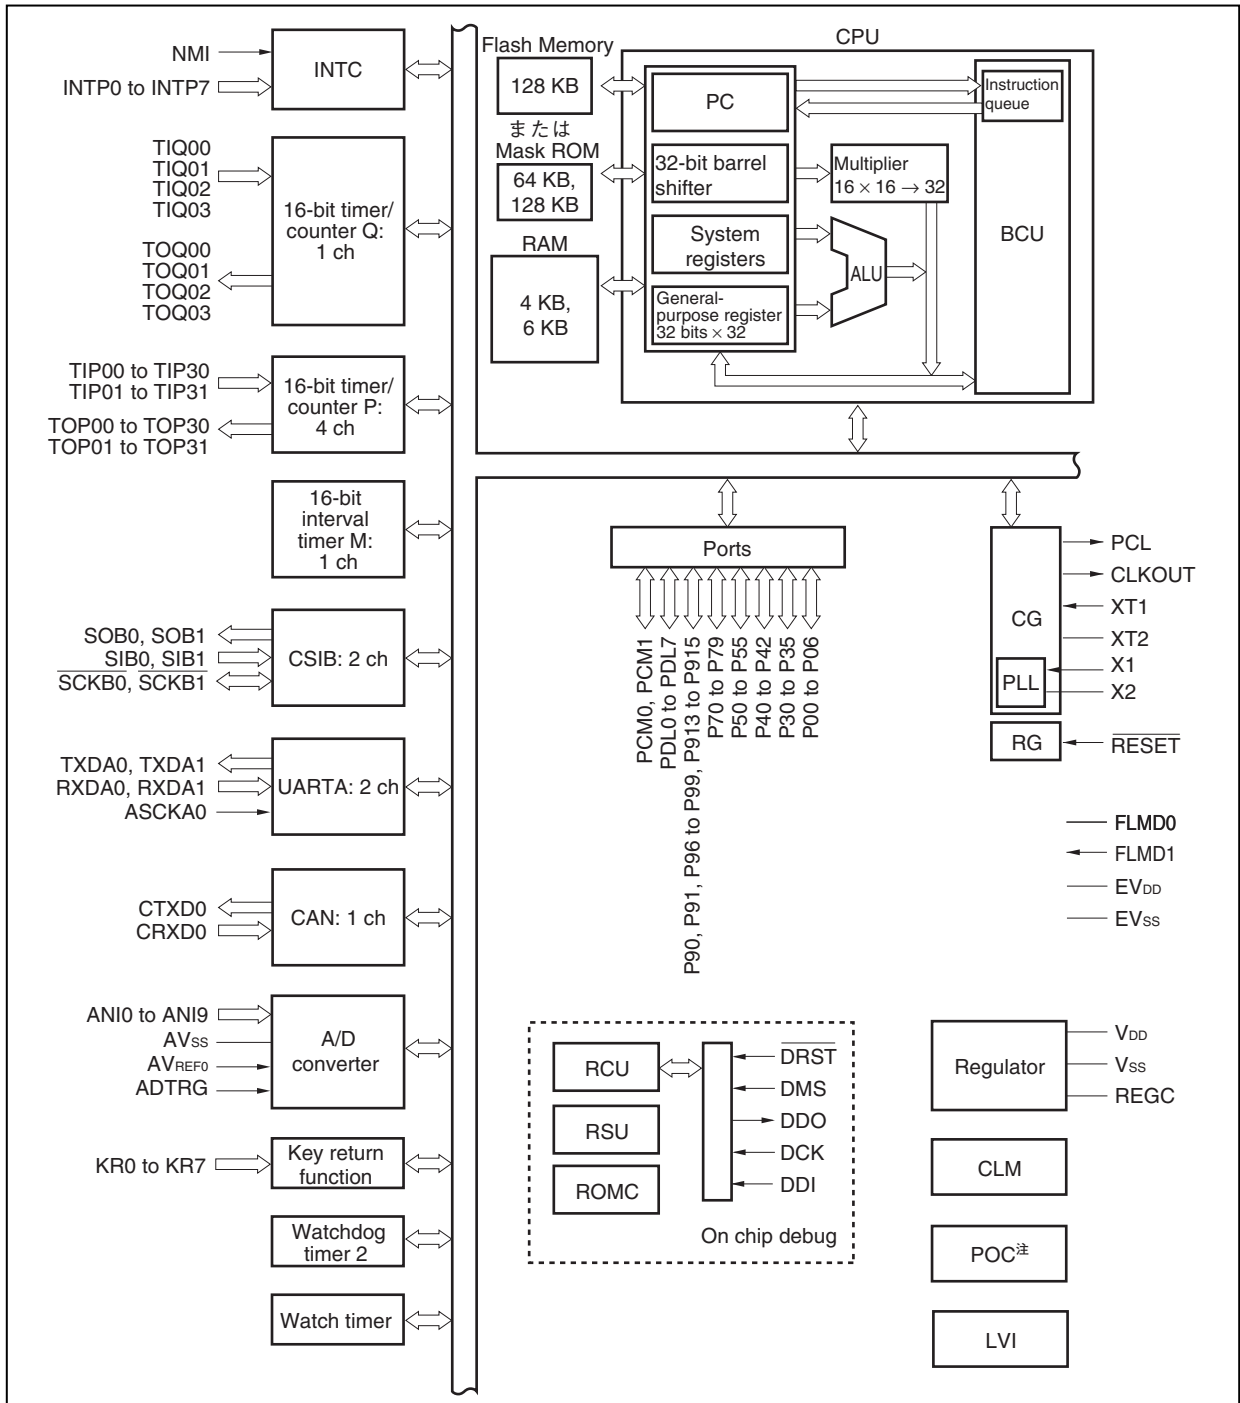 NMI
INTP0 to INTP7
INTC
TIQ00
TIQ01
TIQ02
TIQ03
TOQ00
TOQ01
TOQ02
TOQ03
16-bit timer/
counter Q:
1 ch
TIP00 to TIP30
TIP01 to TIP31
TOP00 to TOP30
TOP01 to TOP31
16-bit timer/
counter P:
4 ch
16-bit
interval
timer M:
1 ch
SOB0, SOB1
SIB0, SIB1
SCKB0, SCKB1
CSIB: 2 ch
TXDA0, TXDA1
RXDA0, RXDA1
ASCKA0
UARTA: 2 ch
CTXD0
CRXD0
CAN: 1 ch
ANI0 to ANI9
AVSS
AVREF0
ADTRG
A/D
converter
KR0 to KR7
Key return
function
Watchdog
timer 2
Watch timer
Flash Memory
128 KB
または
Mask ROM
64 KB,
128 KB
RAM
4 KB,
6 KB
CPU
PC
32-bit barrel
shifter
System
registers
General-
purpose register
32 bits × 32
Multiplier
16 × 16 → 32
ALU
Instruction
queue
BCU
Ports
PCM0, PCM1
PDL0 to PDL7
P90, P91, P96 to P99, P913 to P915
P70 to P79
P50 to P55
P40 to P42
P30 to P35
P00 to P06
CG
PLL
PCL
CLKOUT
XT1
XT2
X1
X2
RG
RESET
FLMD0
FLMD1
EVDD
EVSS
RCU
RSU
ROMC
DRST
DMS
DDO
DCK
DDI
On chip debug
Regulator
VDD
VSS
REGC
CLM
POC注
LVI